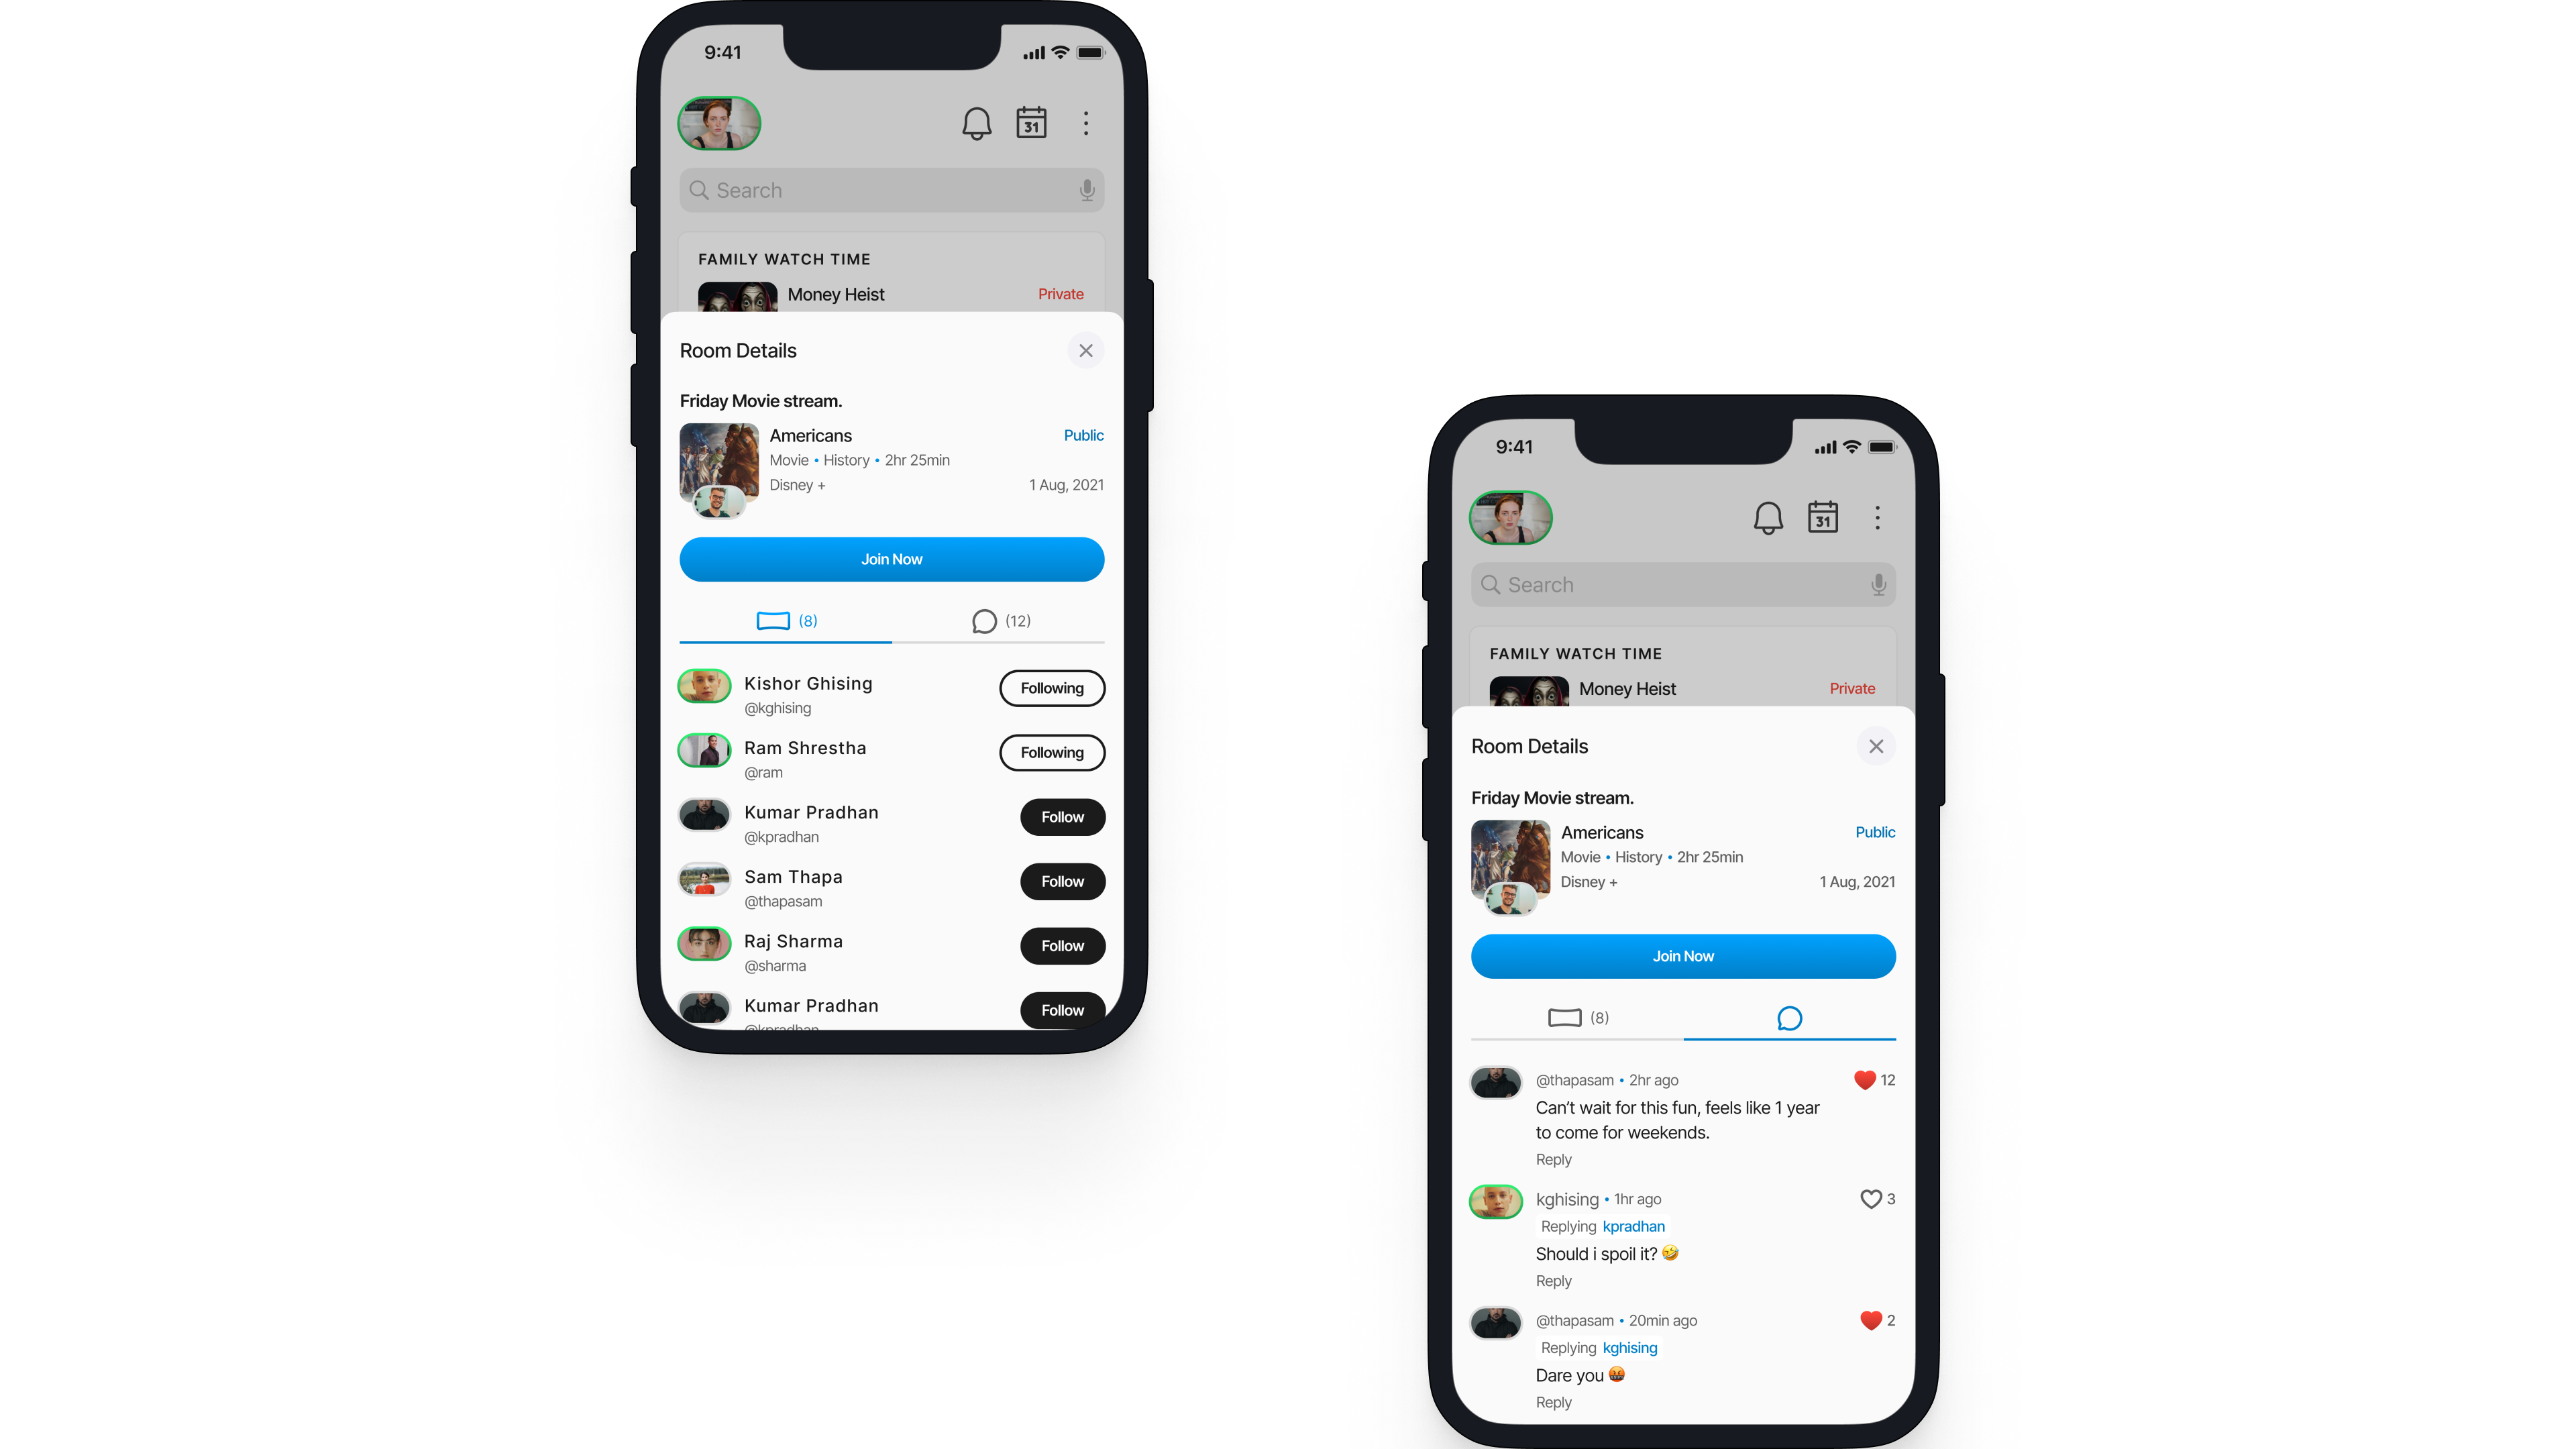 9:41
31
Search
FAMILY WATCH TIME
Money Heist
Private
Room Details
Friday Movie stream.
Americans
Public
Movie • History • 2hr 25min
Disney +
1 Aug, 2021
Join Now
(8)
(12)
Kishor Ghising
Following
@kghising
Ram Shrestha
Following
@ram
Kumar Pradhan
Follow
@kpradhan
Sam Thapa
Follow
@thapasam
Raj Sharma
Follow
@sharma
Kumar Pradhan
Follow
@kpradhan
9:41
31
Search
FAMILY WATCH TIME
Money Heist
Private
Room Details
Friday Movie stream.
Americans
Public
Movie • History • 2hr 25min
Disney +
1 Aug, 2021
Join Now
(8)
@thapasam • 2hr ago
12
Can't wait for this fun, feels like 1 year
to come for weekends.
Reply
kghising • 1hr ago
3
Replying kpradhan
Should i spoil it? 🤣
Reply
@thapasam • 20min ago
2
Replying kghising
Dare you 🤬
Reply